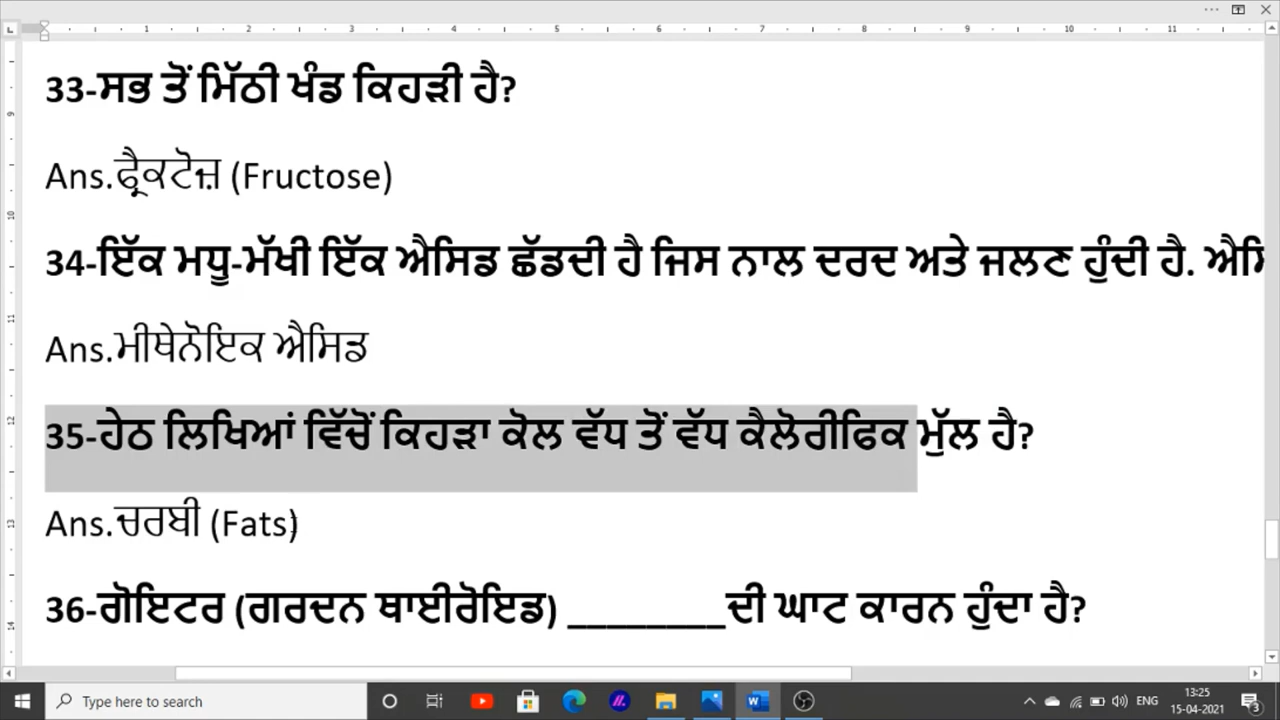 33-ਸਭ ਤੋਂ ਮਿੱਠੀ ਖੰਡ ਕਿਹੜੀ ਹੈ?
Ans.ਫ੍ਰੈਕਟੋਜ਼ (Fructose)
34-ਇੱਕ ਮਧੂ-ਮੱਖੀ ਇੱਕ ਐਸਿਡ ਛੱਡਦੀ ਹੈ ਜਿਸ ਨਾਲ ਦਰਦ ਅਤੇ ਜਲਣ ਹੁੰਦੀ ਹੈ.
Ans.ਮੀਥੇਨੋਇਕ ਐਸਿਡ
35-ਹੇਠ ਲਿਖਿਆਂ ਵਿੱਚੋਂ ਕਿਹੜਾ ਕੋਲ ਵੱਧ ਤੋਂ ਵੱਧ ਕੈਲੋਰੀਫਿਕ ਮੁੱਲ ਹੈ?
Ans.ਚਰਬੀ (Fats)
36-ਗੋਇਟਰ (ਗਰਦਨ ਥਾਈਰੋਇਡ) ________ਦੀ ਘਾਟ ਕਾਰਨ ਹੁੰਦਾ ਹੈ?
Type here to search
ENG
13:25
15-04-2021